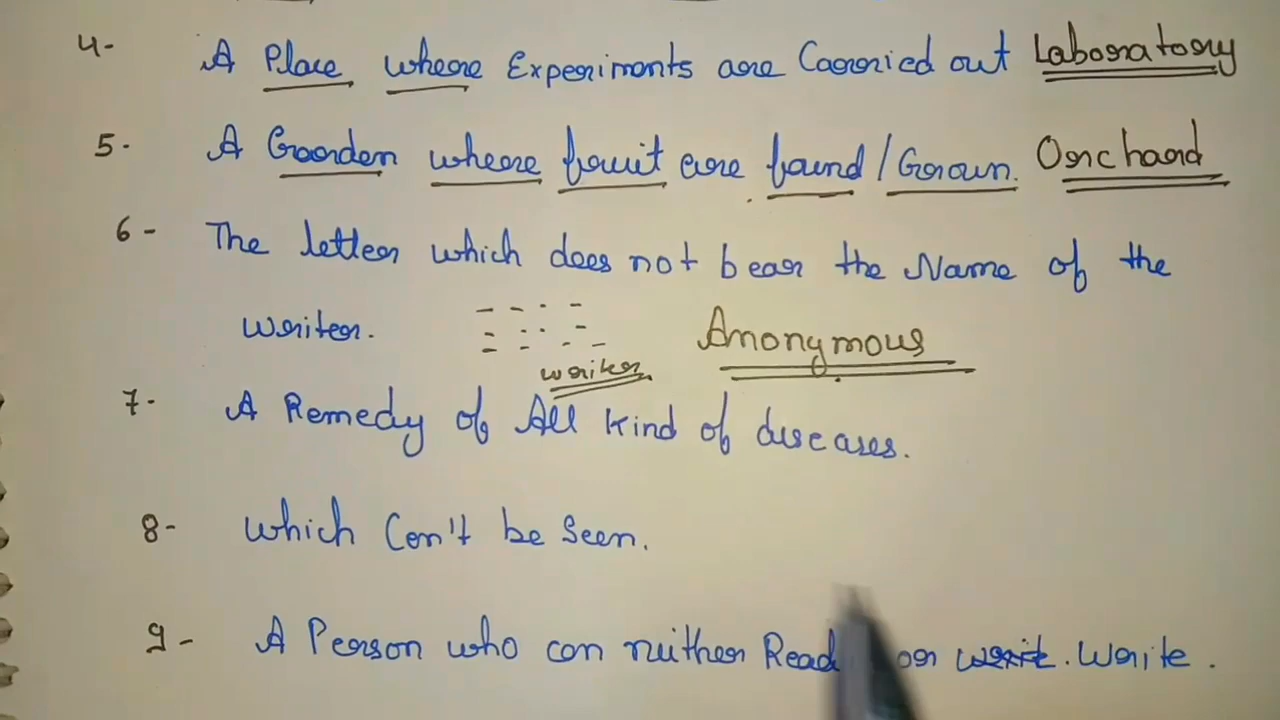 4- A Place where Experiments are Carried out Laboratory
5- A Garden where fruit are found/Grown. Orchard
6- The letter which does not bear the Name of the
writer. Anonymous
writer
7- A Remedy of All kind of diseases.
8- Which Can't be Seen.
9- A Person who can neither Read or write. Write.